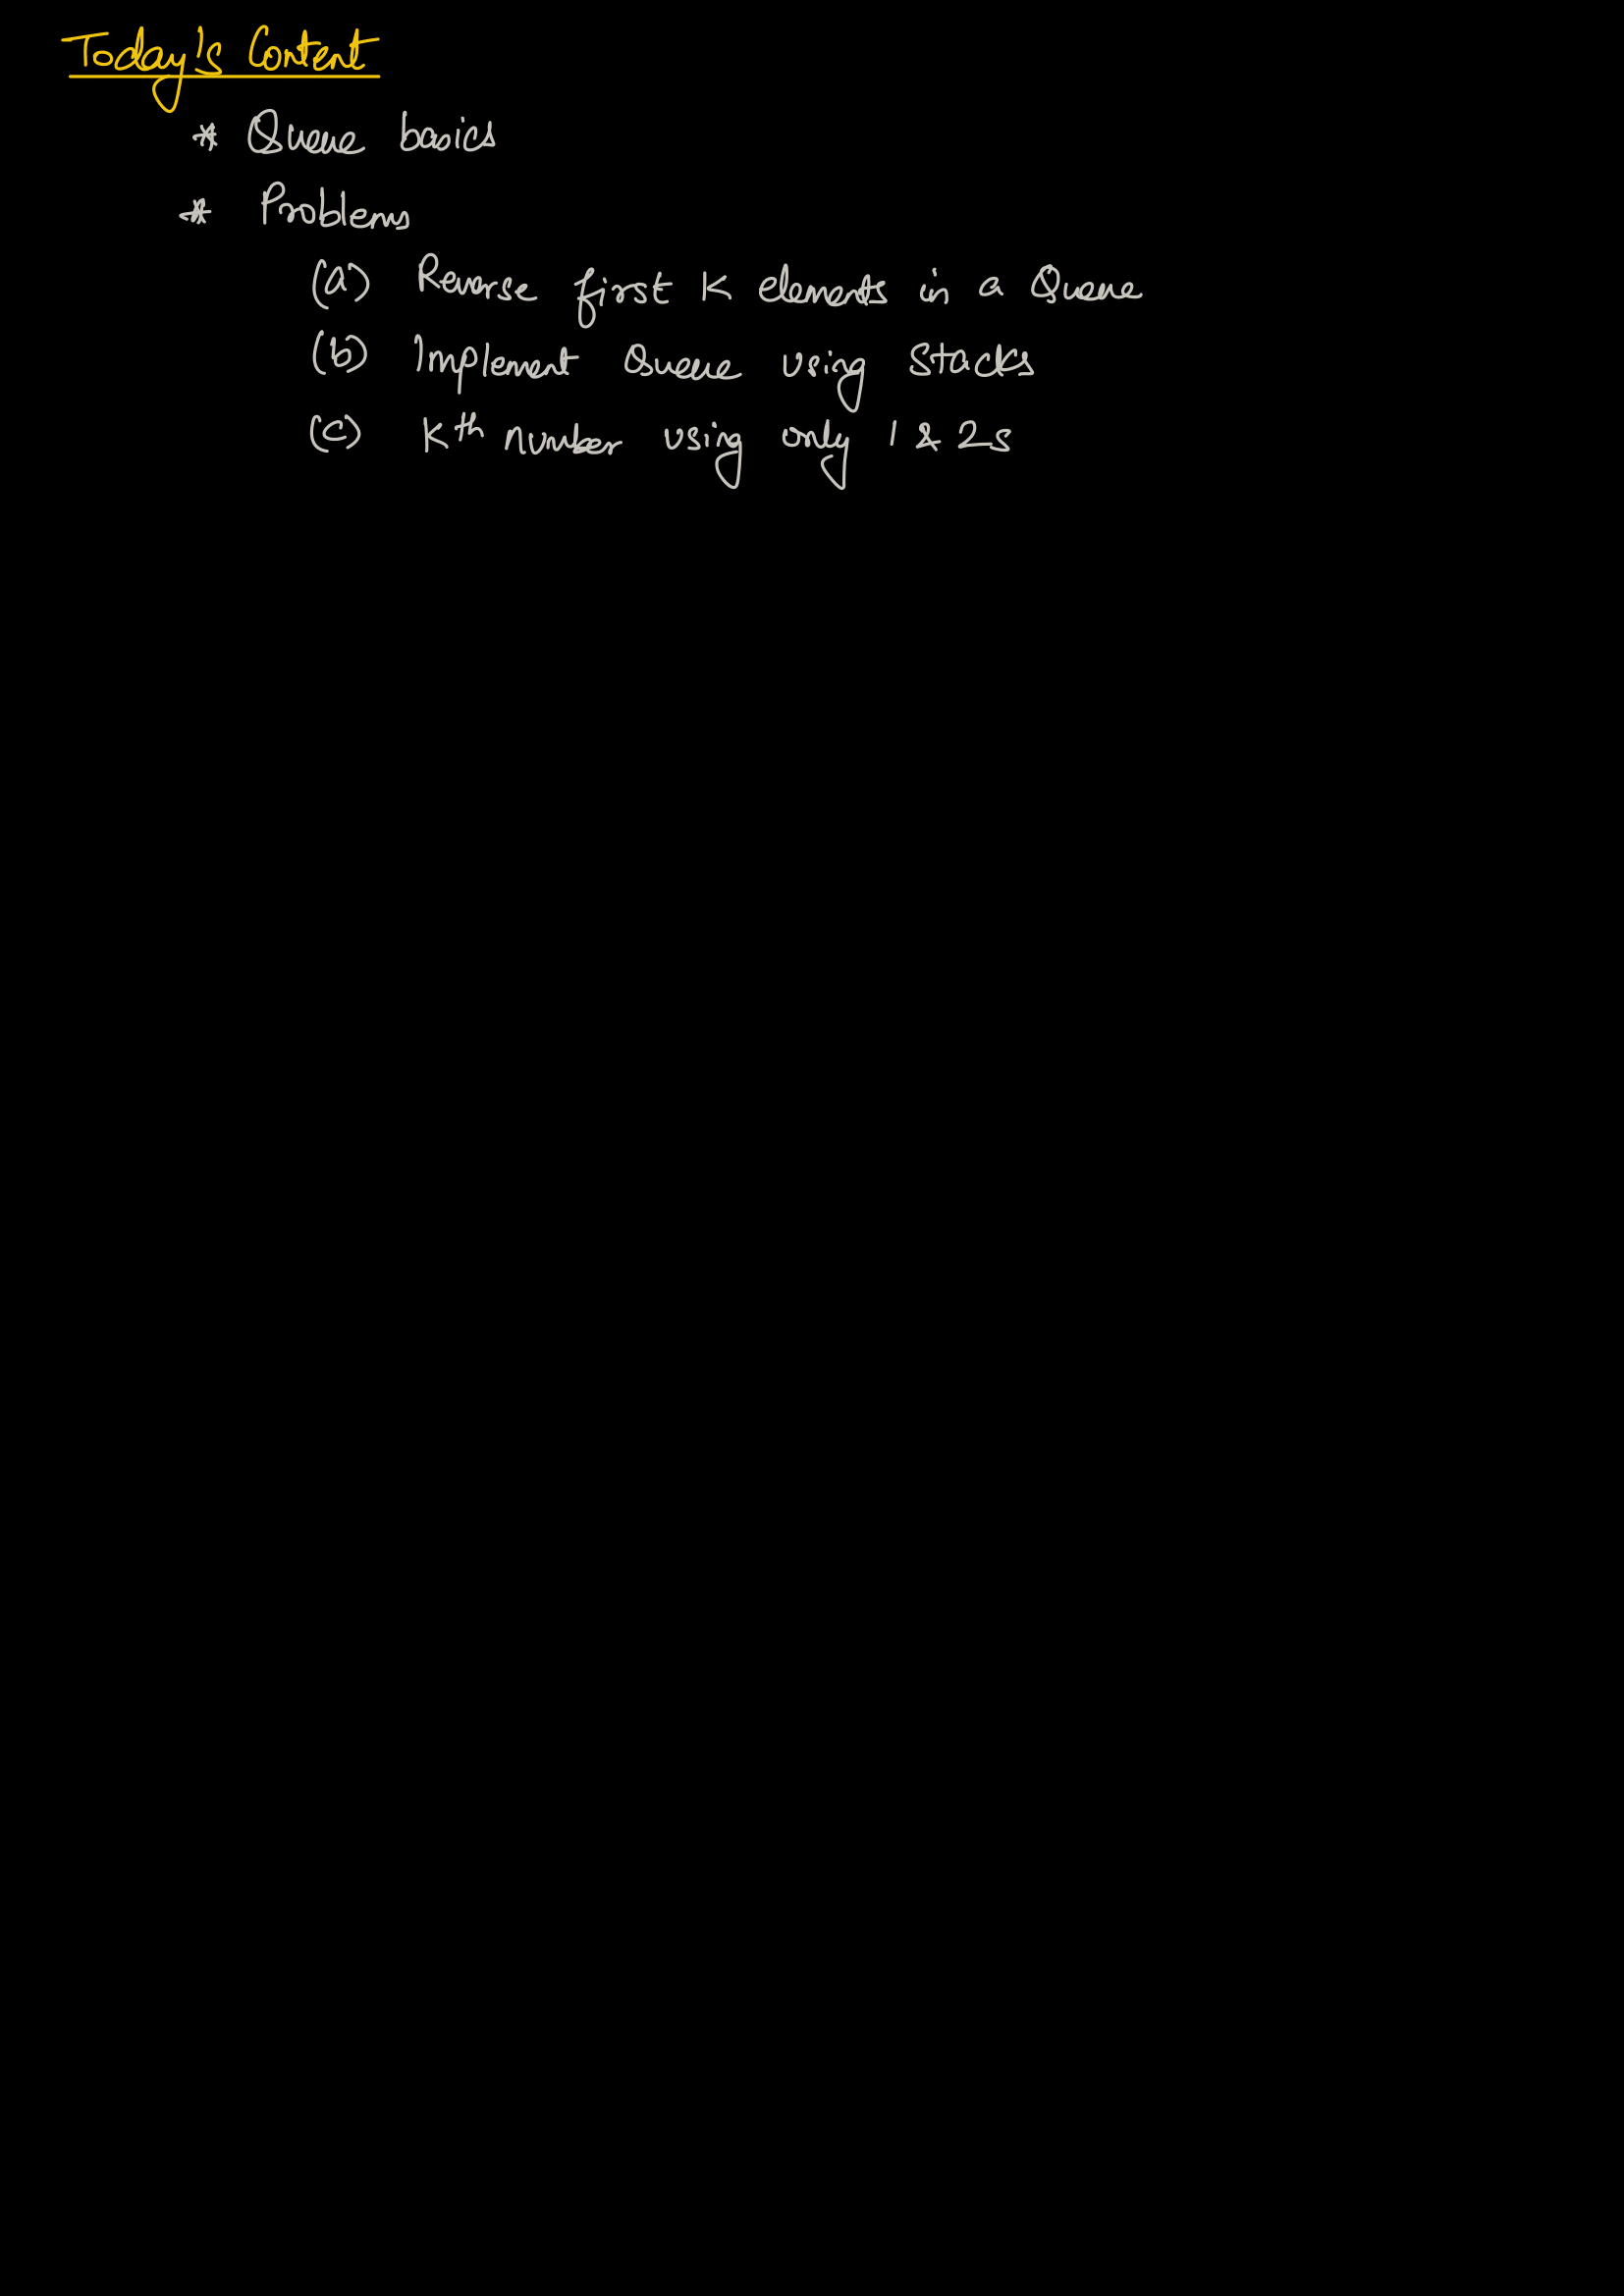 Today's Content
* Queue basics
* Problems
(a) Reverse first K elements in a Queue
(b) Implement Queue using Stacks
(c) Kth number using only 1 & 2s